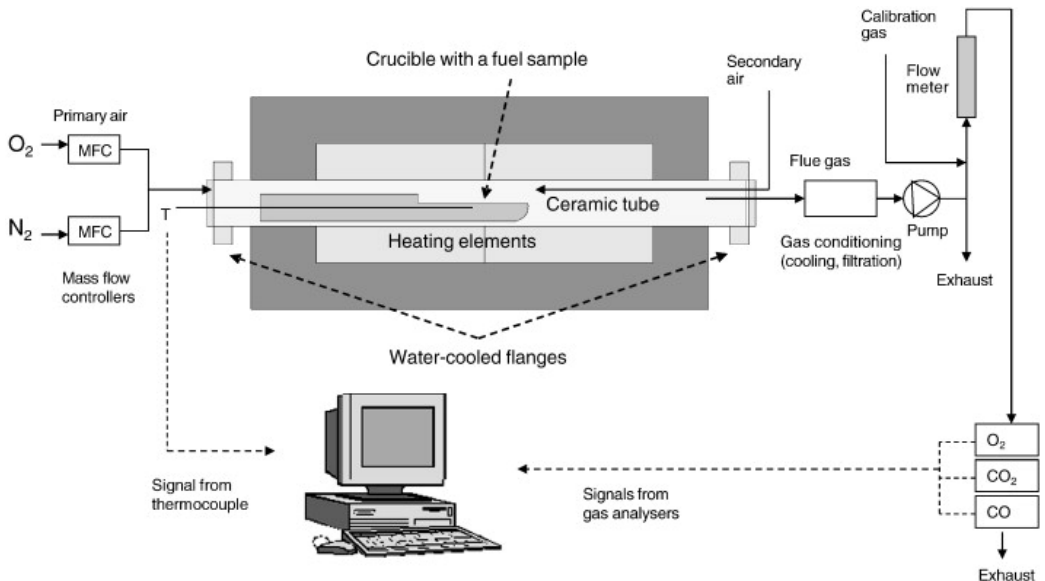 Calibration
gas
Crucible with a fuel sample
Secondary
air
Flow
meter
Primary air
O₂
MFC
Flue gas
T
Ceramic tube
N₂
MFC
Heating elements
Pump
Gas conditioning
(cooling, filtration)
Mass flow
controllers
Exhaust
Water-cooled flanges
O₂
CO₂
CO
Signal from
thermocouple
Signals from
gas analysers
Exhaust